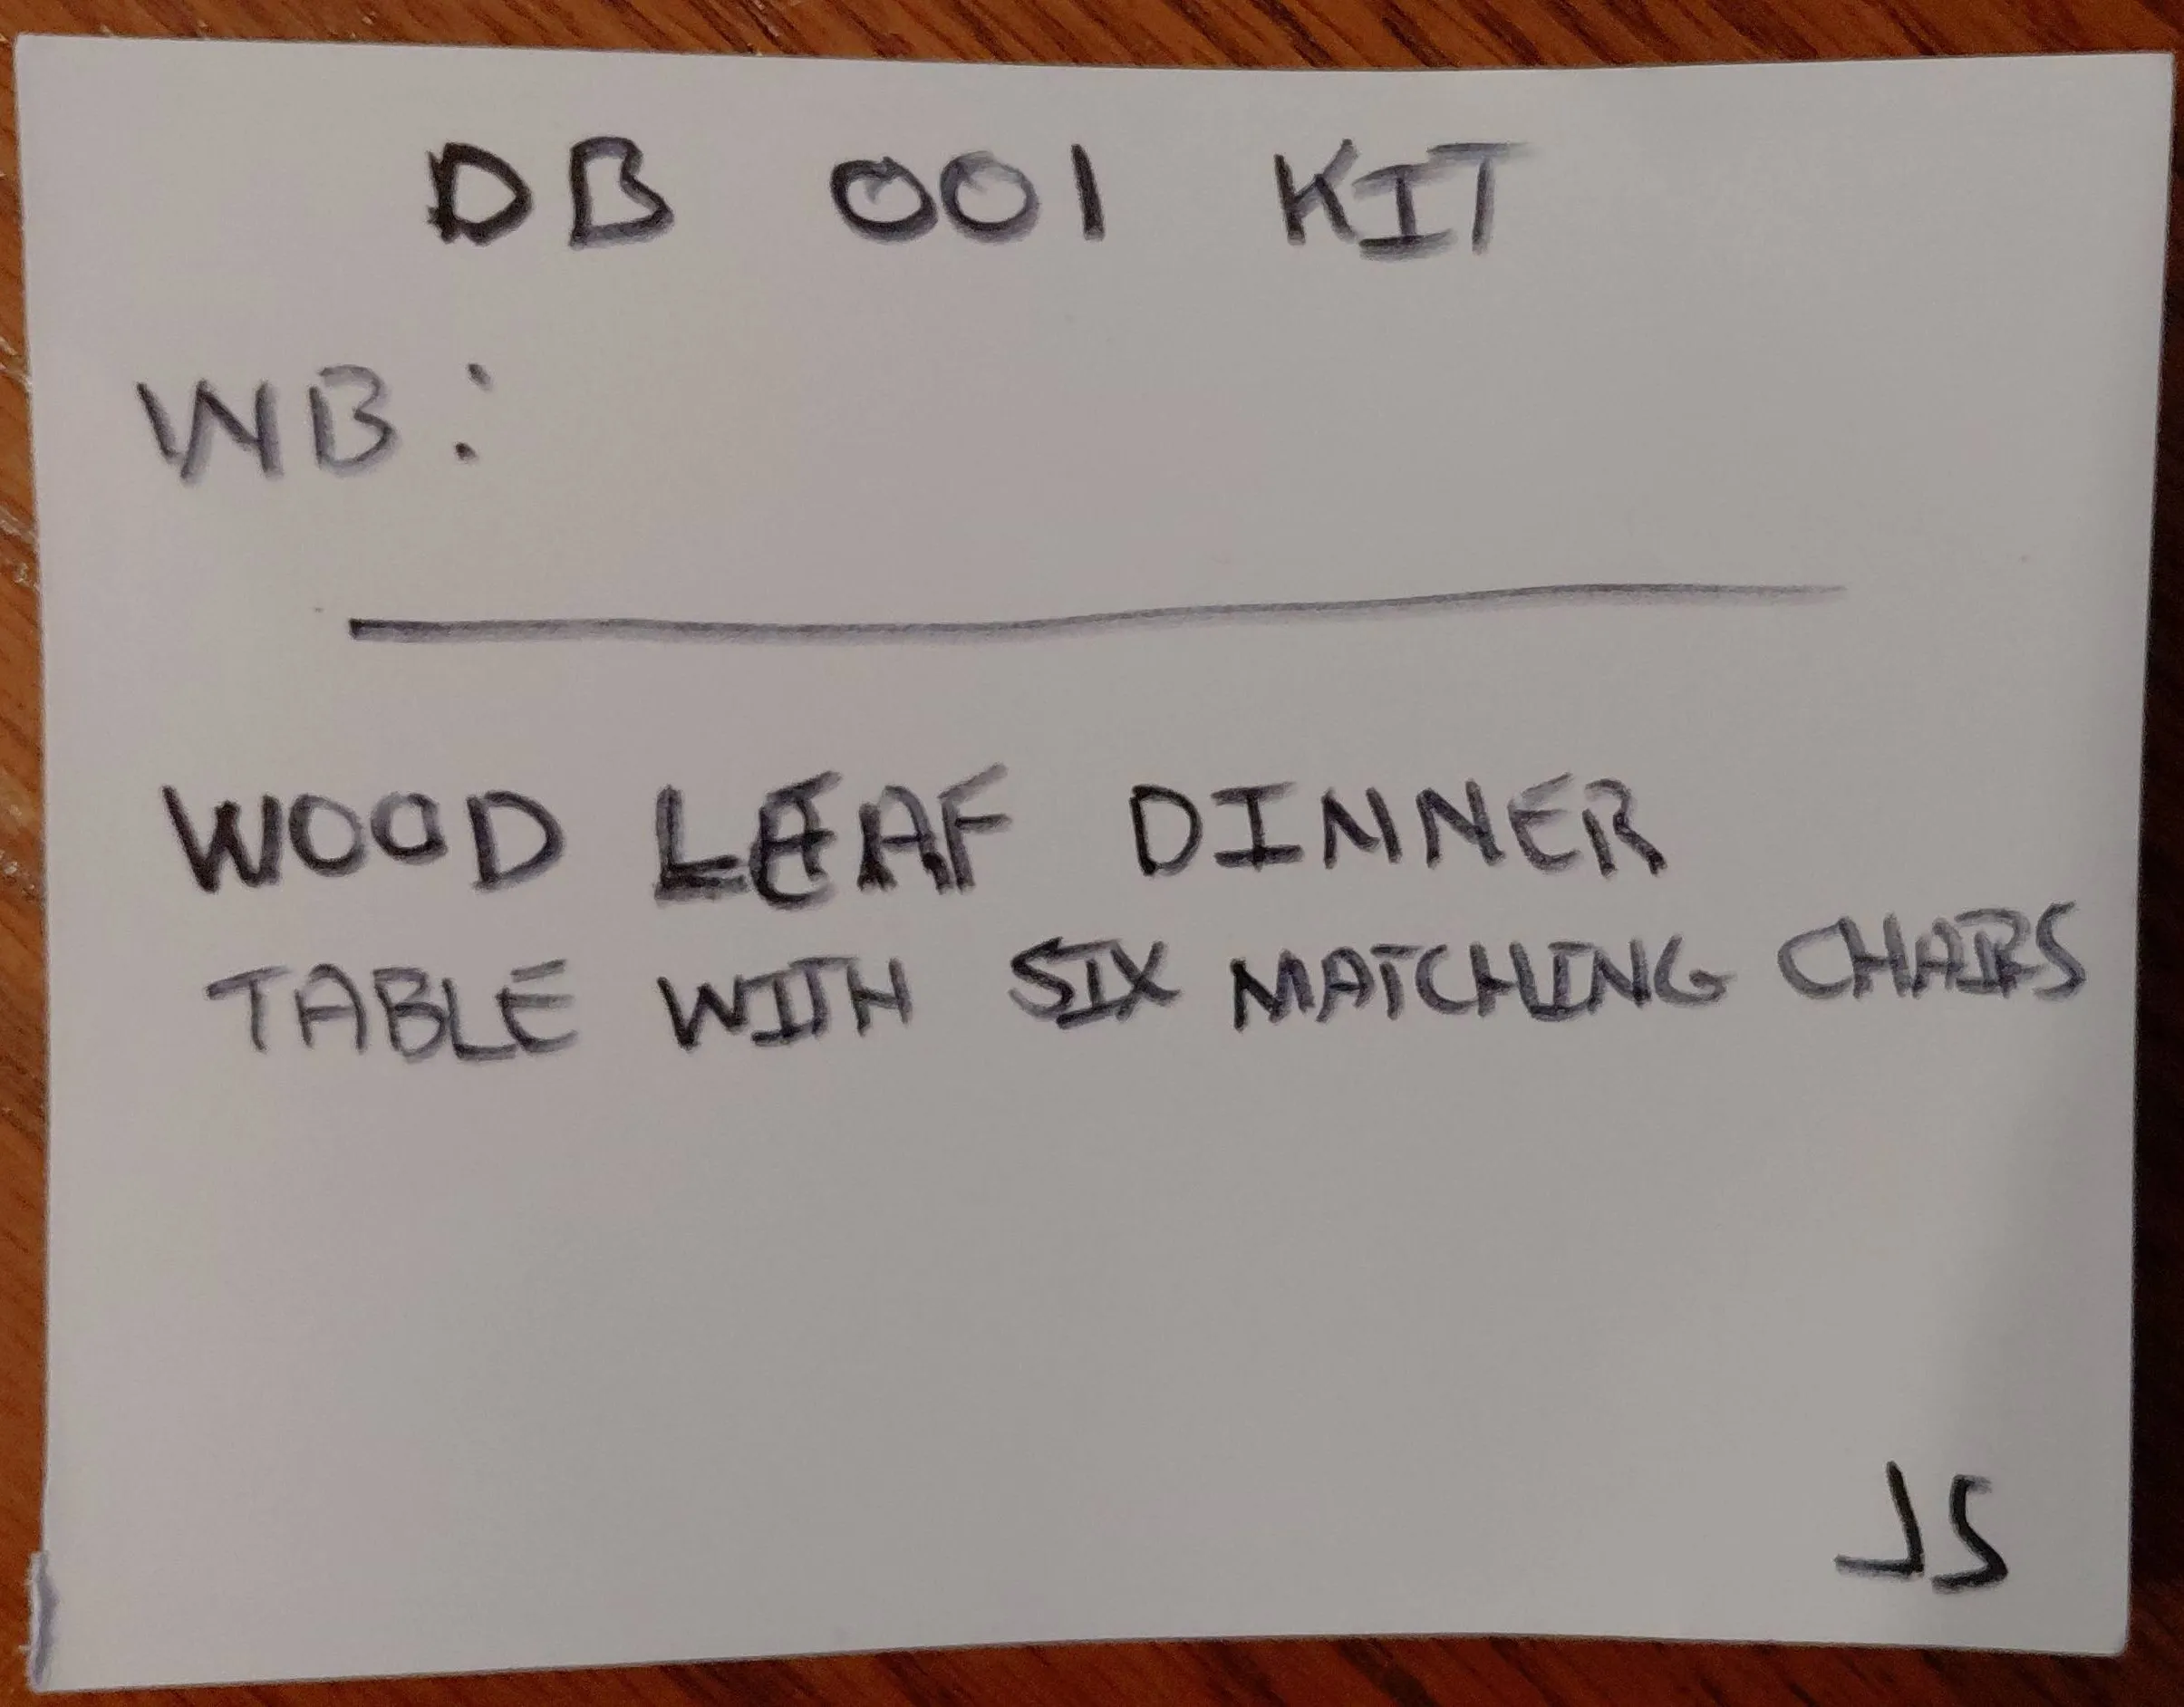 DB 001 KIT
WB:
WOOD LEAF DINNER
TABLE WITH SIX MATCHING CHAIRS
JS